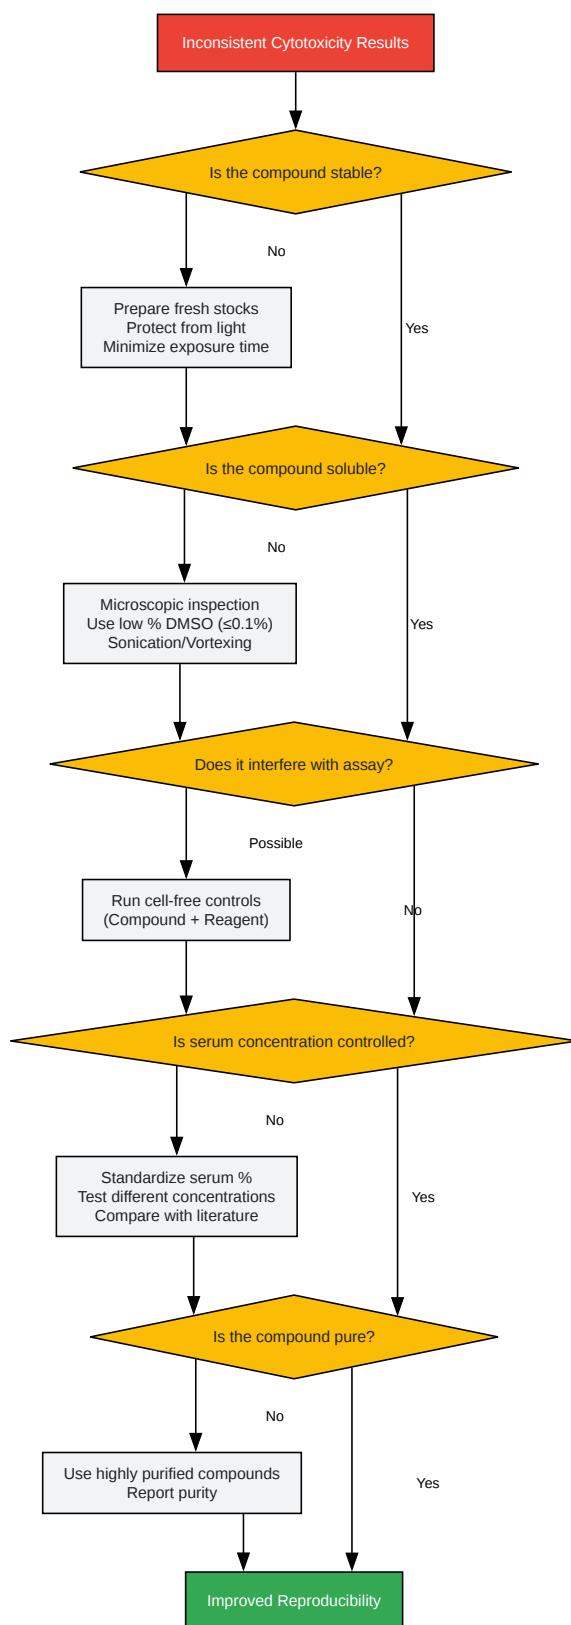 Inconsistent Cytotoxicity Results
Is the compound stable?
No
Prepare fresh stocks
Protect from light
Minimize exposure time
Yes
Is the compound soluble?
No
Microscopic inspection
Use low % DMSO (≤0.1%)
Sonication/Vortexing
Yes
Does it interfere with assay?
Possible
Run cell-free controls
(Compound + Reagent)
No
Is serum concentration controlled?
No
Standardize serum %
Test different concentrations
Compare with literature
Yes
Is the compound pure?
No
Use highly purified compounds
Report purity
Yes
Improved Reproducibility